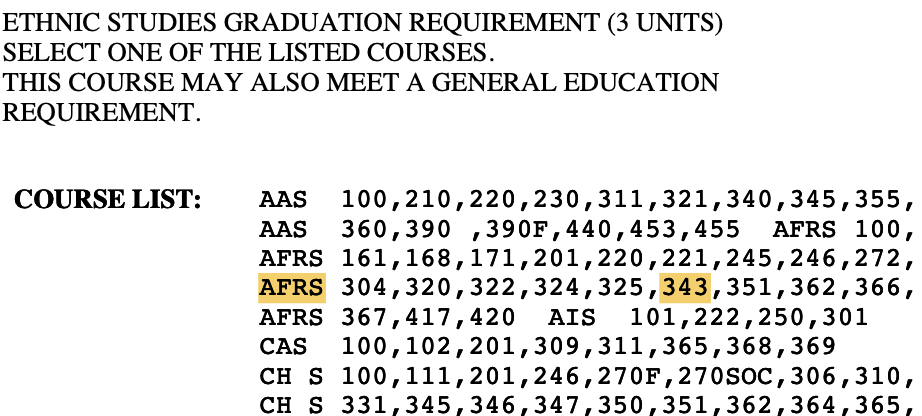 ETHNIC STUDIES GRADUATION REQUIREMENT (3 UNITS)
SELECT ONE OF THE LISTED COURSES.
THIS COURSE MAY ALSO MEET A GENERAL EDUCATION
REQUIREMENT.
COURSE LIST: AAS 100,210,220,230,311,321,340,345,355,
AAS 360,390 ,390F,440,453,455 AFRS 100,
AFRS 161,168,171,201,220,221,245,246,272,
AFRS 304,320,322,324,325,343,351,362,366,
AFRS 367,417,420 AIS 101,222,250,301
CAS 100,102,201,309,311,365,368,369
CH S 100,111,201,246,270F,270SOC,306,310,
CH S 331,345,346,347,350,351,362,364,365,